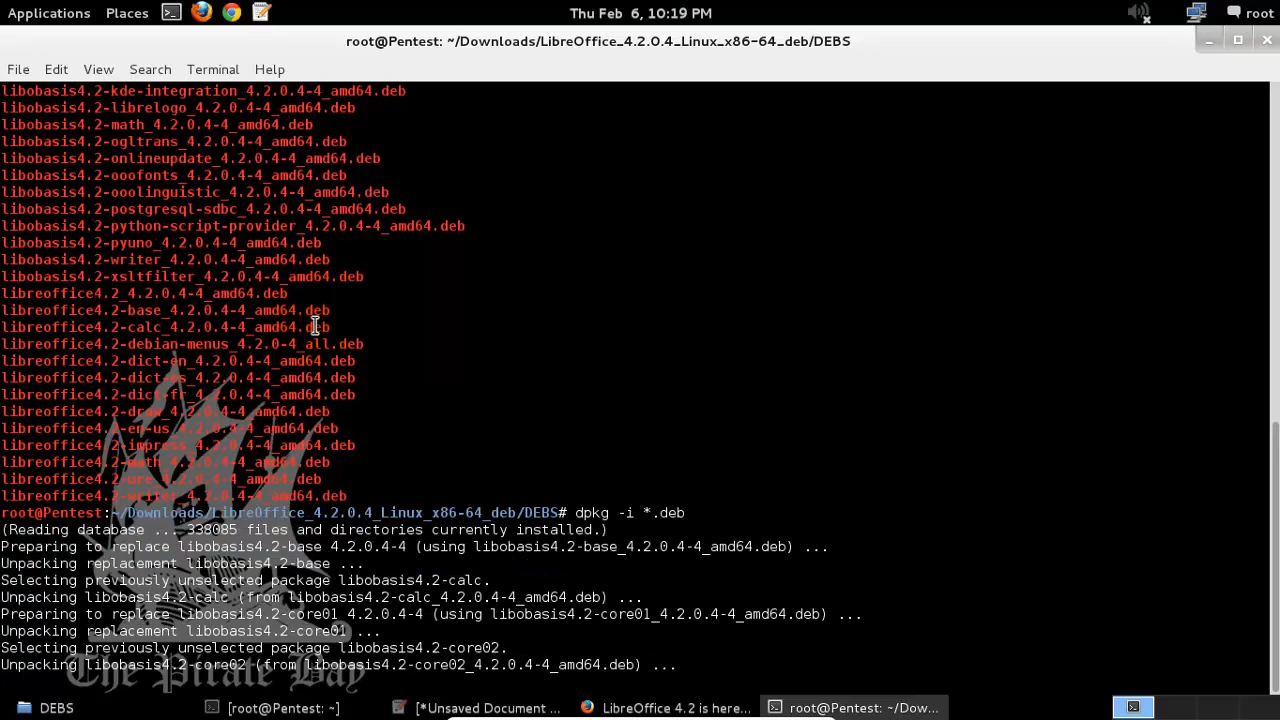 Applications Places Thu Feb 6, 10:19 PM root
root@Pentest: ~/Downloads/LibreOffice_4.2.0.4_Linux_x86-64_deb/DEBS
File Edit View Search Terminal Help
libobasis4.2-kde-integration_4.2.0.4-4_amd64.deb
libobasis4.2-librelogo_4.2.0.4-4_amd64.deb
libobasis4.2-math_4.2.0.4-4_amd64.deb
libobasis4.2-ogltrans_4.2.0.4-4_amd64.deb
libobasis4.2-onlineupdate_4.2.0.4-4_amd64.deb
libobasis4.2-ooofonts_4.2.0.4-4_amd64.deb
libobasis4.2-ooolinguistic_4.2.0.4-4_amd64.deb
libobasis4.2-postgresql-sdbc_4.2.0.4-4_amd64.deb
libobasis4.2-python-script-provider_4.2.0.4-4_amd64.deb
libobasis4.2-pyuno_4.2.0.4-4_amd64.deb
libobasis4.2-writer_4.2.0.4-4_amd64.deb
libobasis4.2-xsltfilter_4.2.0.4-4_amd64.deb
libreoffice4.2_4.2.0.4-4_amd64.deb
libreoffice4.2-base_4.2.0.4-4_amd64.deb
libreoffice4.2-calc_4.2.0.4-4_amd64.deb
libreoffice4.2-debian-menus_4.2.0-4_all.deb
libreoffice4.2-dict-en_4.2.0.4-4_amd64.deb
libreoffice4.2-dict-es_4.2.0.4-4_amd64.deb
libreoffice4.2-dict-fr_4.2.0.4-4_amd64.deb
libreoffice4.2-draw_4.2.0.4-4_amd64.deb
libreoffice4.2-en-us_4.2.0.4-4_amd64.deb
libreoffice4.2-impress_4.2.0.4-4_amd64.deb
libreoffice4.2-math_4.2.0.4-4_amd64.deb
libreoffice4.2-ure_4.2.0.4-4_amd64.deb
libreoffice4.2-writer_4.2.0.4-4_amd64.deb
root@Pentest:~/Downloads/LibreOffice_4.2.0.4_Linux_x86-64_deb/DEBS# dpkg -i *.deb
(Reading database ... 338085 files and directories currently installed.)
Preparing to replace libobasis4.2-base 4.2.0.4-4 (using libobasis4.2-base_4.2.0.4-4_amd64.deb) ...
Unpacking replacement libobasis4.2-base ...
Selecting previously unselected package libobasis4.2-calc.
Unpacking libobasis4.2-calc (from libobasis4.2-calc_4.2.0.4-4_amd64.deb) ...
Preparing to replace libobasis4.2-core01 4.2.0.4-4 (using libobasis4.2-core01_4.2.0.4-4_amd64.deb) ...
Unpacking replacement libobasis4.2-core01 ...
Selecting previously unselected package libobasis4.2-core02.
Unpacking libobasis4.2-core02 (from libobasis4.2-core02_4.2.0.4-4_amd64.deb) ...
The Pirate Bay
DEBS [root@Pentest: ~] [*Unsaved Document ... LibreOffice 4.2 is here... root@Pentest: ~/Dow...